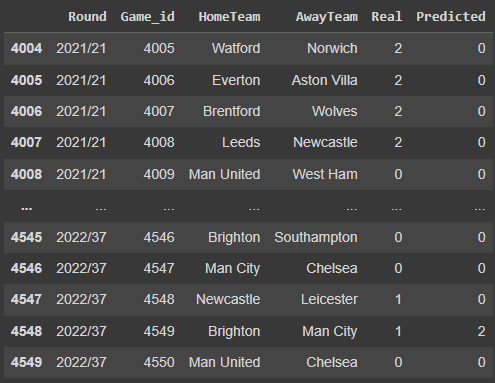 Round Game_id HomeTeam AwayTeam Real Predicted
4004 2021/21 4005 Watford Norwich 2 0
4005 2021/21 4006 Everton Aston Villa 2 0
4006 2021/21 4007 Brentford Wolves 2 0
4007 2021/21 4008 Leeds Newcastle 2 0
4008 2021/21 4009 Man United West Ham 0 0
... ... ... ... ... ... ...
4545 2022/37 4546 Brighton Southampton 0 0
4546 2022/37 4547 Man City Chelsea 0 0
4547 2022/37 4548 Newcastle Leicester 1 0
4548 2022/37 4549 Brighton Man City 1 2
4549 2022/37 4550 Man United Chelsea 0 0